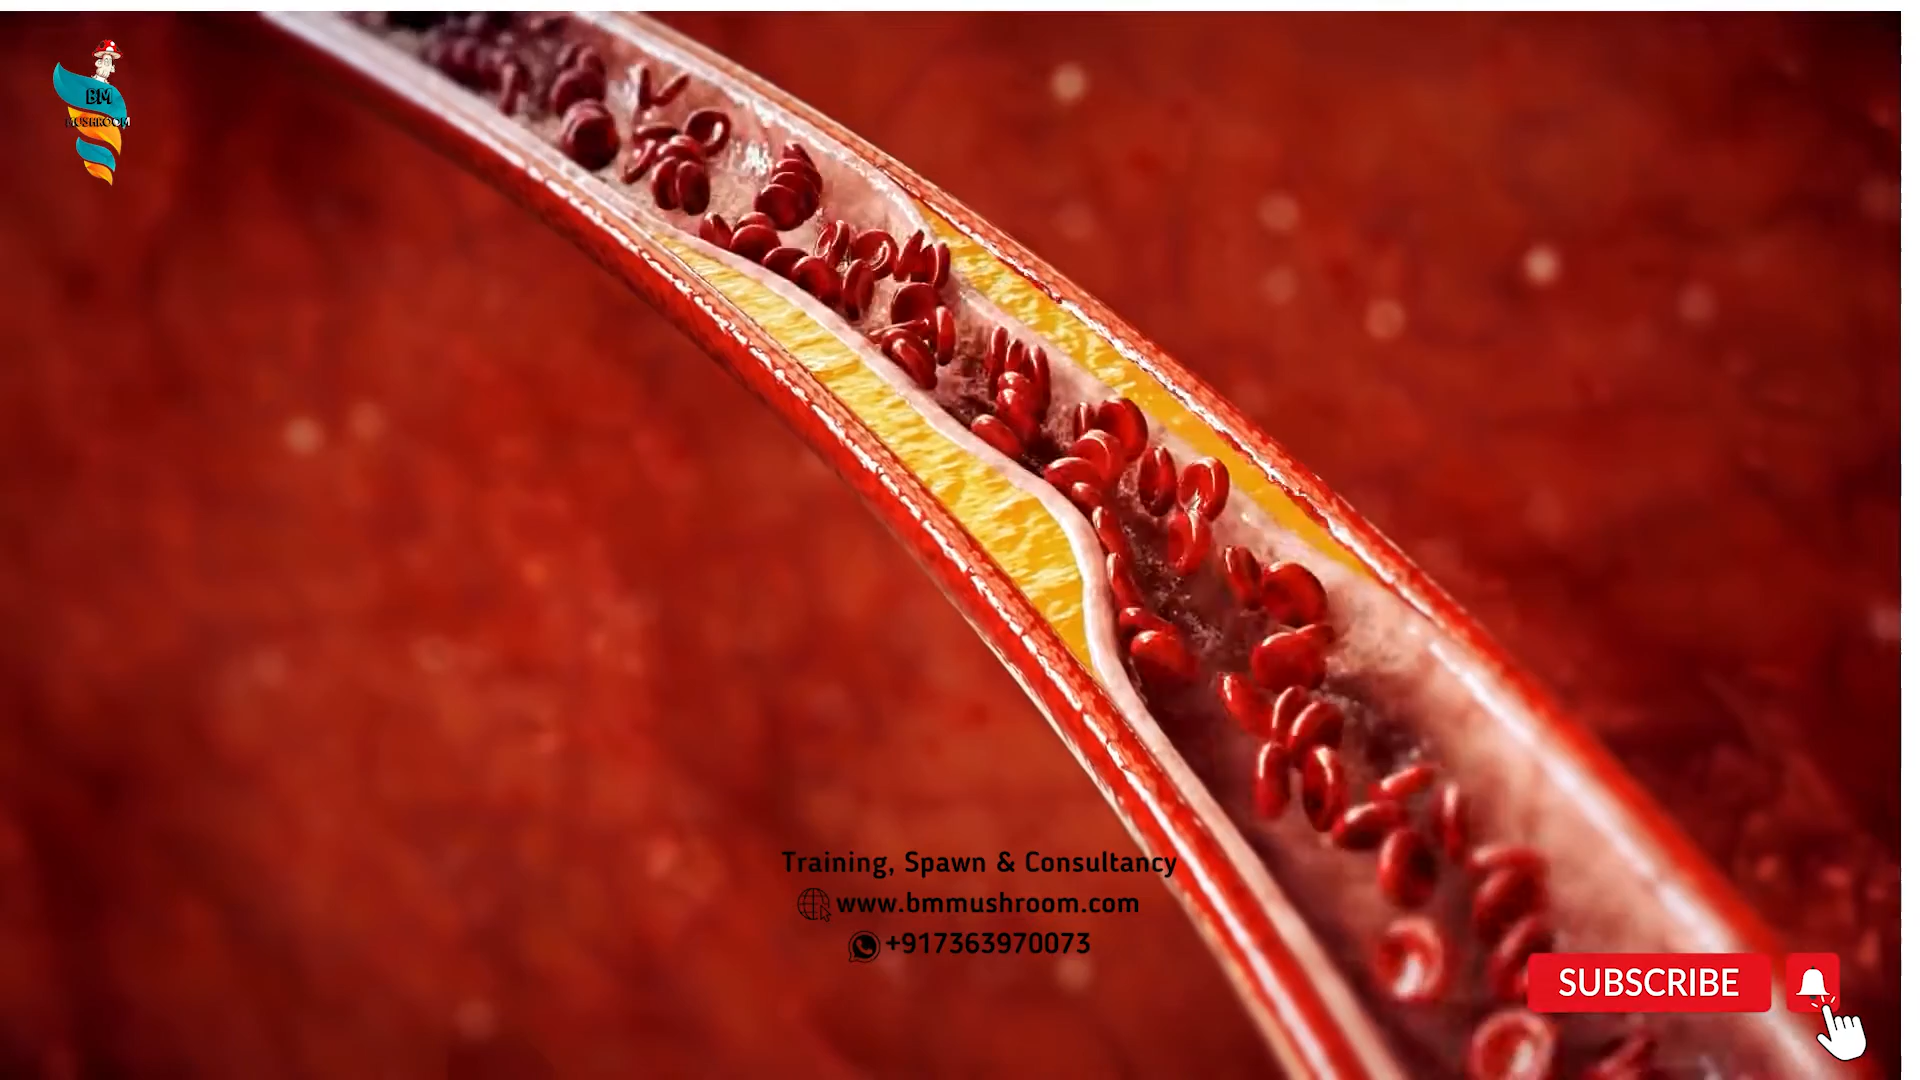 BM
MUSHROOM
Training, Spawn & Consultancy
www.bmmushroom.com
+917363970073
SUBSCRIBE